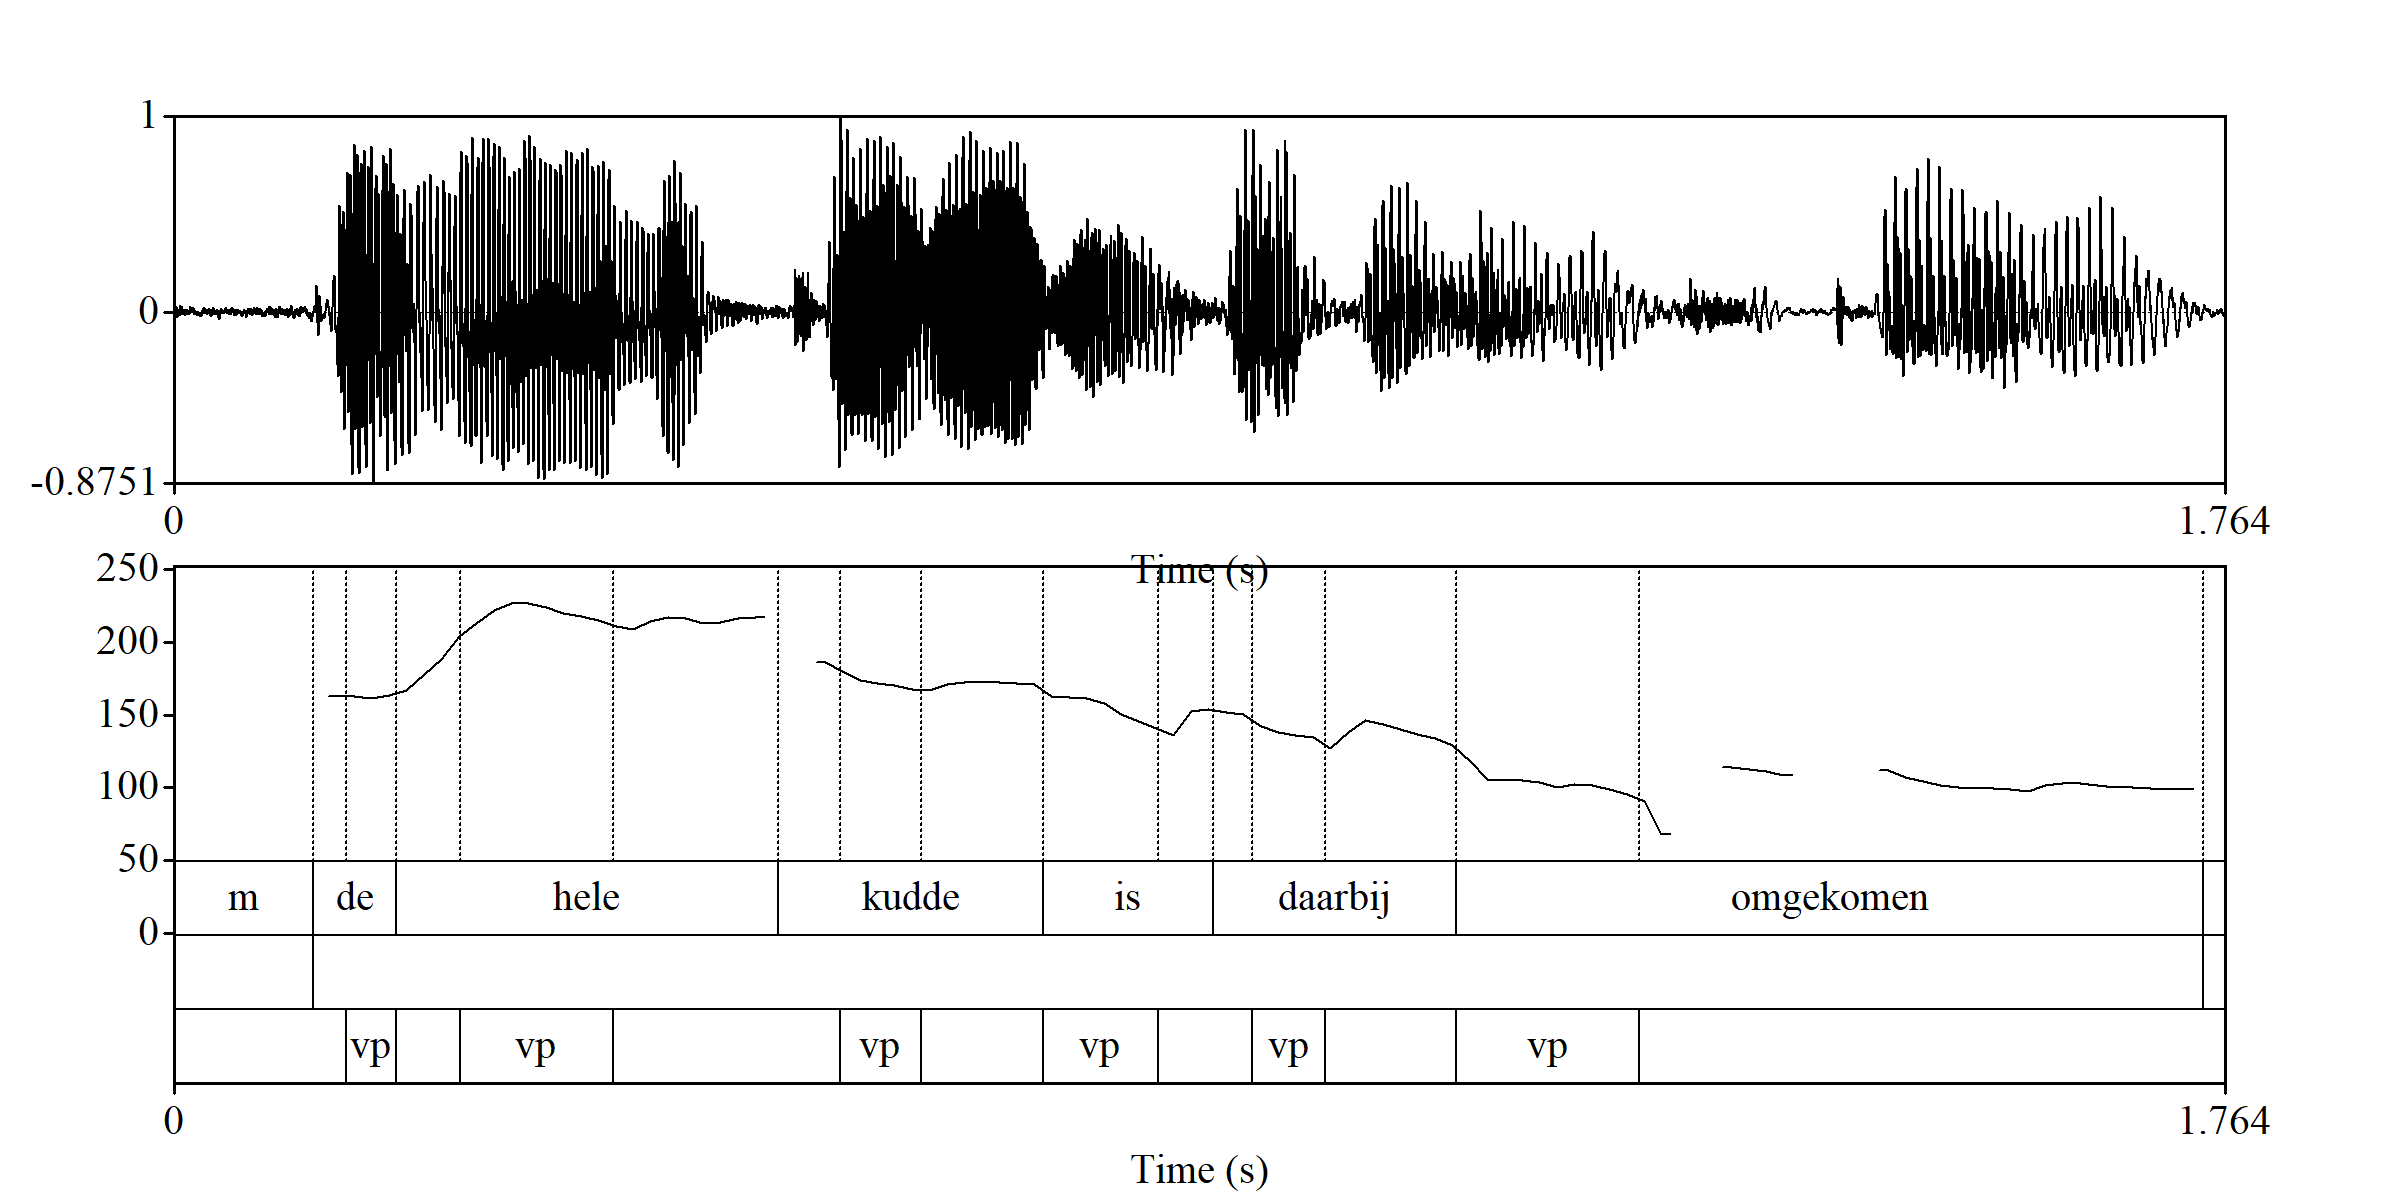 1
0
-0.8751
0 1.764
Time (s)
250
200
150
100
50
0
m de hele kudde is daarbij omgekomen
vp vp vp vp vp vp
0 1.764
Time (s)